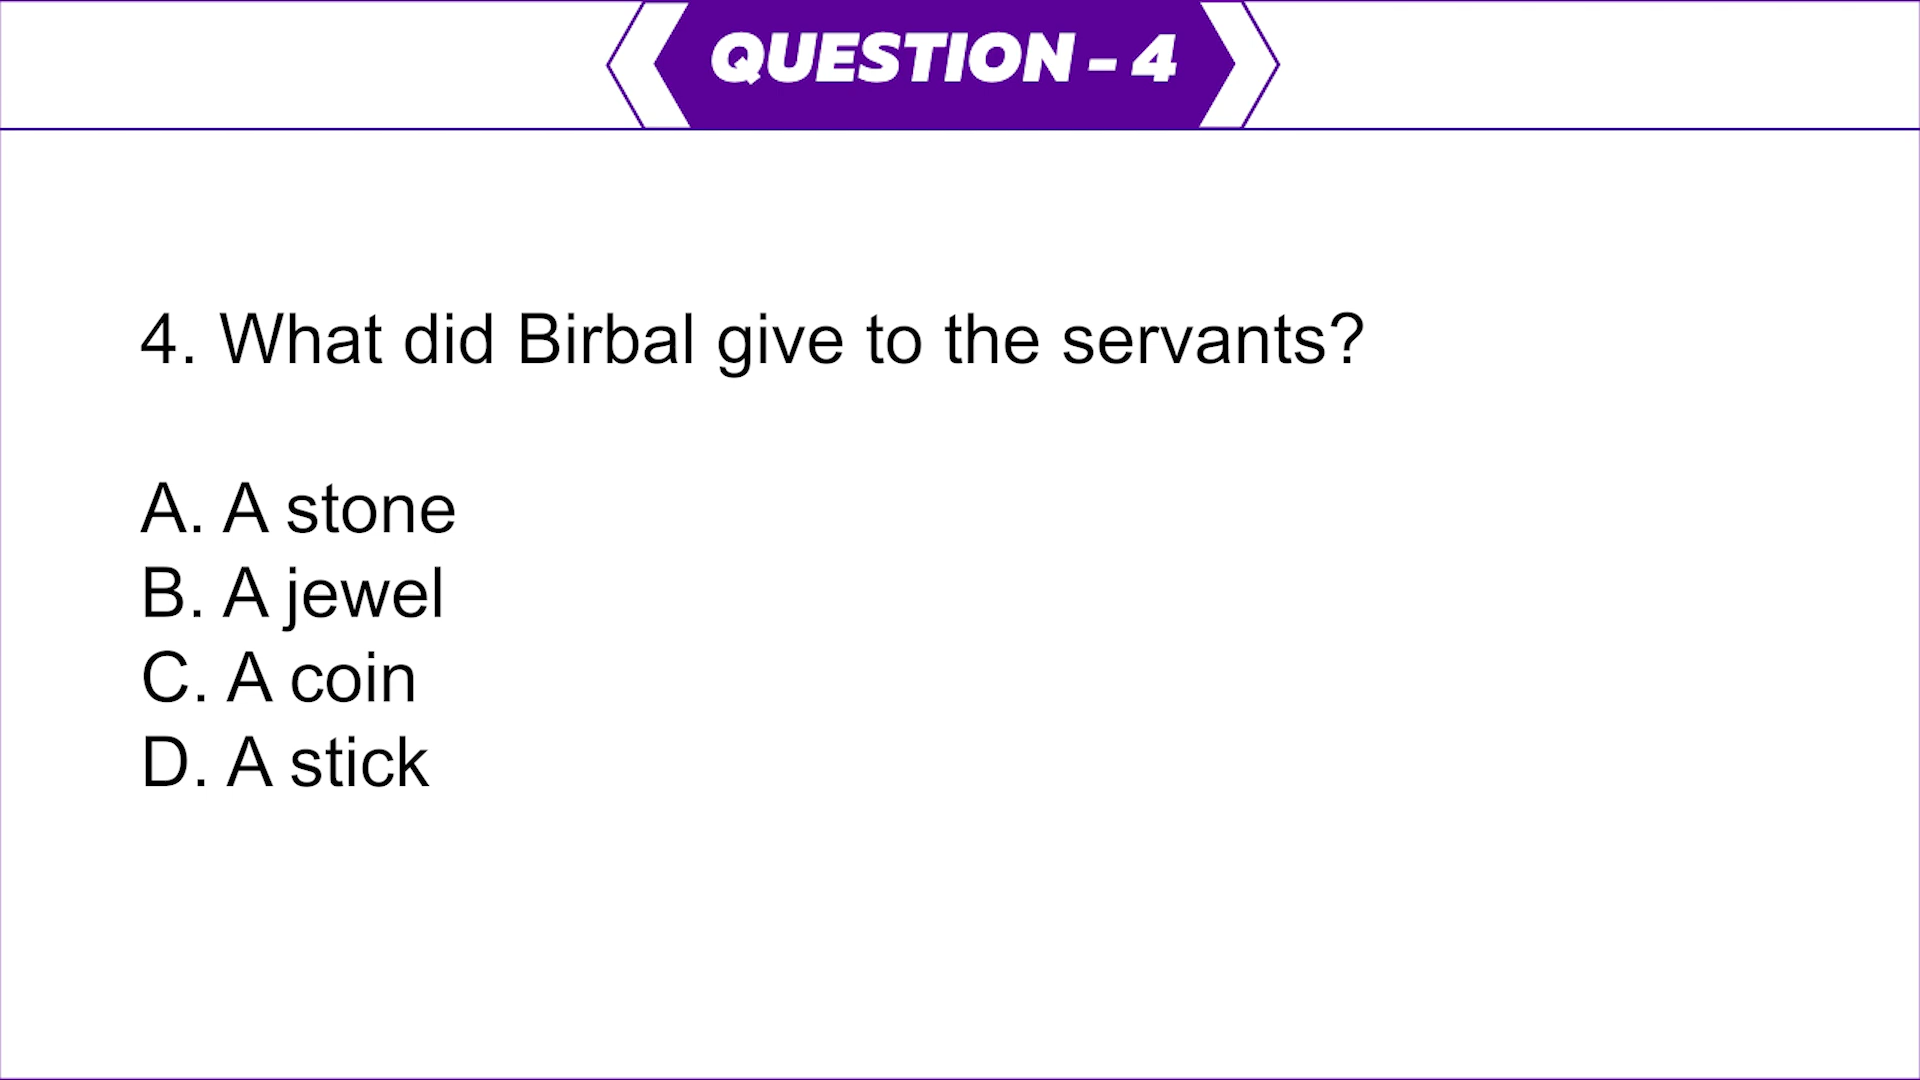 QUESTION - 4
4. What did Birbal give to the servants?
A. A stone
B. A jewel
C. A coin
D. A stick